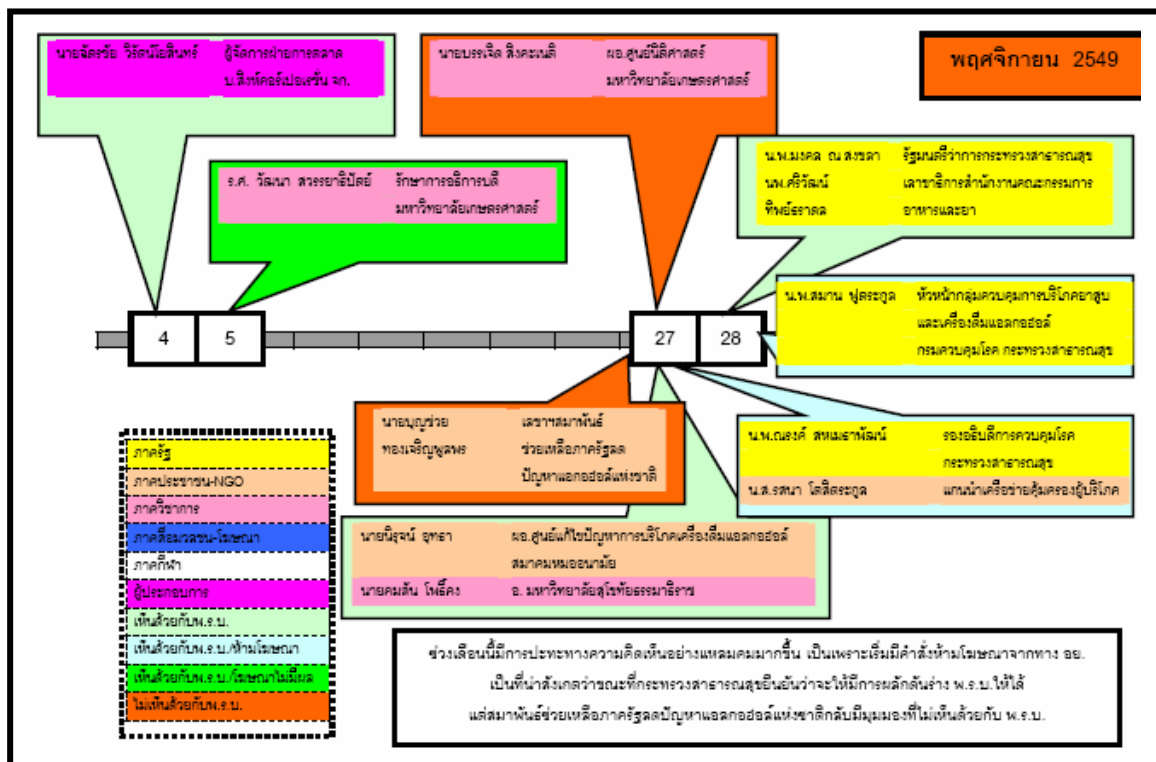 พฤศจิกายน 2549
นายฉัตรชัย วิรัตน์โยสินทร์ ผู้จัดการฝ่ายการตลาด
บ.สิงห์คอร์เปอเรชั่น จก.
นายบรรเจิด สิงคะเนติ ผอ.ศูนย์นิติศาสตร์
มหาวิทยาลัยเกษตรศาสตร์
ร.ศ. วัฒนา สวรรยาธิปัตย์ รักษาการอธิการบดี
มหาวิทยาลัยเกษตรศาสตร์
น.พ.มงคล ณ สงขลา รัฐมนตรีว่าการกระทรวงสาธารณสุข
นพ.ศิริวัฒน์ เลาขาธิการสำนักงานคณะกรรมการ
ทิพย์ธราดล อาหารและยา
น.พ.สมาน ฟูตระกูล หัวหน้ากลุ่มควบคุมการบริโภคยาสูบ
และเครื่องดื่มแอลกอฮอล์
กรมควบคุมโรค กระทรวงสาธารณสุข
4 5 27 28
นายบุญช่วย เลขาฯสมาพันธ์
ทองเจริญพูลพร ช่วยเหลือภาครัฐลด
ปัญหาแอกอฮอล์แห่งชาติ
น.พ.ณรงค์ สหเมธาพัฒน์ รองอธิบดีการควบคุมโรค
กระทรวงสาธารณสุข
น.ส.รสนา โตสิตระกูล แกนนำเครือข่ายคุ้มครองผู้บริโภค
นายนิรุจน์ อุทธา ผอ.ศูนย์แก้ไขปัญหาการบริโภคเครื่องดื่มแอลกอฮอล์
สมาคมหมออนามัย
นายคมสัน โพธิ์คง อ. มหาวิทยาลัยสุโขทัยธรรมาธิราช
ภาครัฐ
ภาคประชาชน-NGO
ภาควิชาการ
ภาคสื่อมวลชน-โฆษณา
ภาคกีฬา
ผู้ประกอบการ
เห็นด้วยกับพ.ร.บ.
เห็นด้วยกับพ.ร.บ./ห้ามโฆษณา
เห็นด้วยกับพ.ร.บ./โฆษณาไม่มีผล
ไม่เห็นด้วยกับพ.ร.บ.
ช่วงเดือนนี้มีการปะทะทางความคิดเห็นอย่างแหลมคมมากขึ้น เป็นเพราะเริ่มมีคำสั่งห้ามโฆษณาจากทาง อย.
เป็นที่น่าสังเกตว่าขณะที่กระทรวงสาธารณสุขยืนยันว่าจะให้มีการผลักดันร่าง พ.ร.บ.ให้ได้
แต่สมาพันธ์ช่วยเหลือภาครัฐลดปัญหาแอลกอฮอล์แห่งชาติกลับมีมุมมองที่ไม่เห็นด้วยกับ พ.ร.บ.